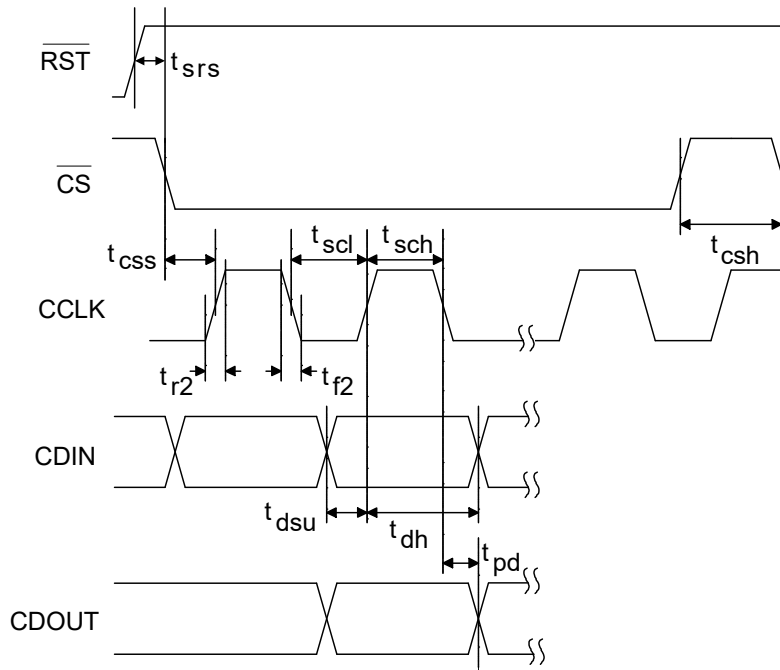 RST
t srs
CS
t css
t scl
t sch
t csh
CCLK
t r2
t f2
CDIN
t dsu
t dh
t pd
CDOUT